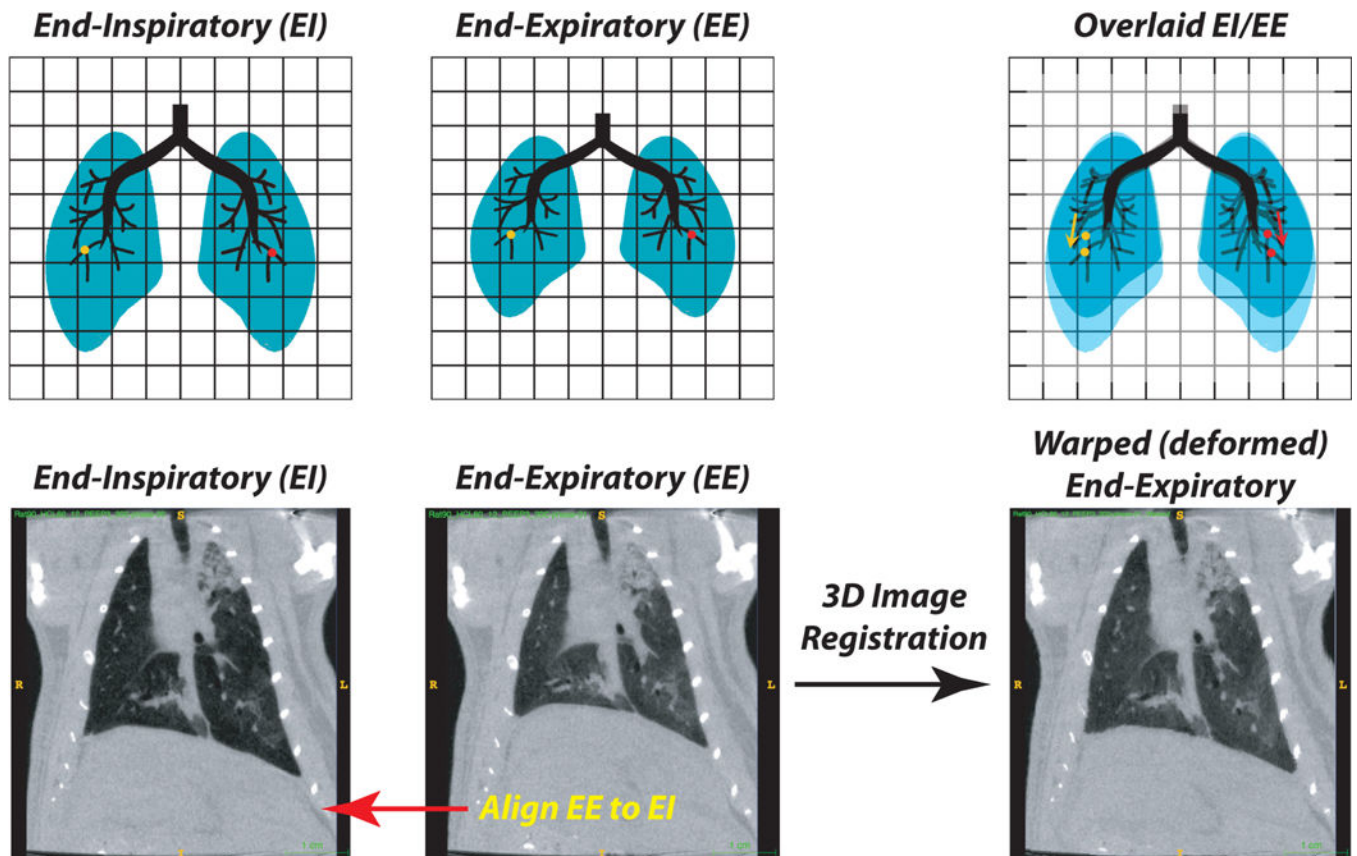 End-Inspiratory (EI)
End-Expiratory (EE)
Overlaid EI/EE
End-Inspiratory (EI)
End-Expiratory (EE)
Warped (deformed)
End-Expiratory
S
R
1 cm
S
L
1 cm
3D Image
Registration
S
R
L
1 cm
Align EE to EI